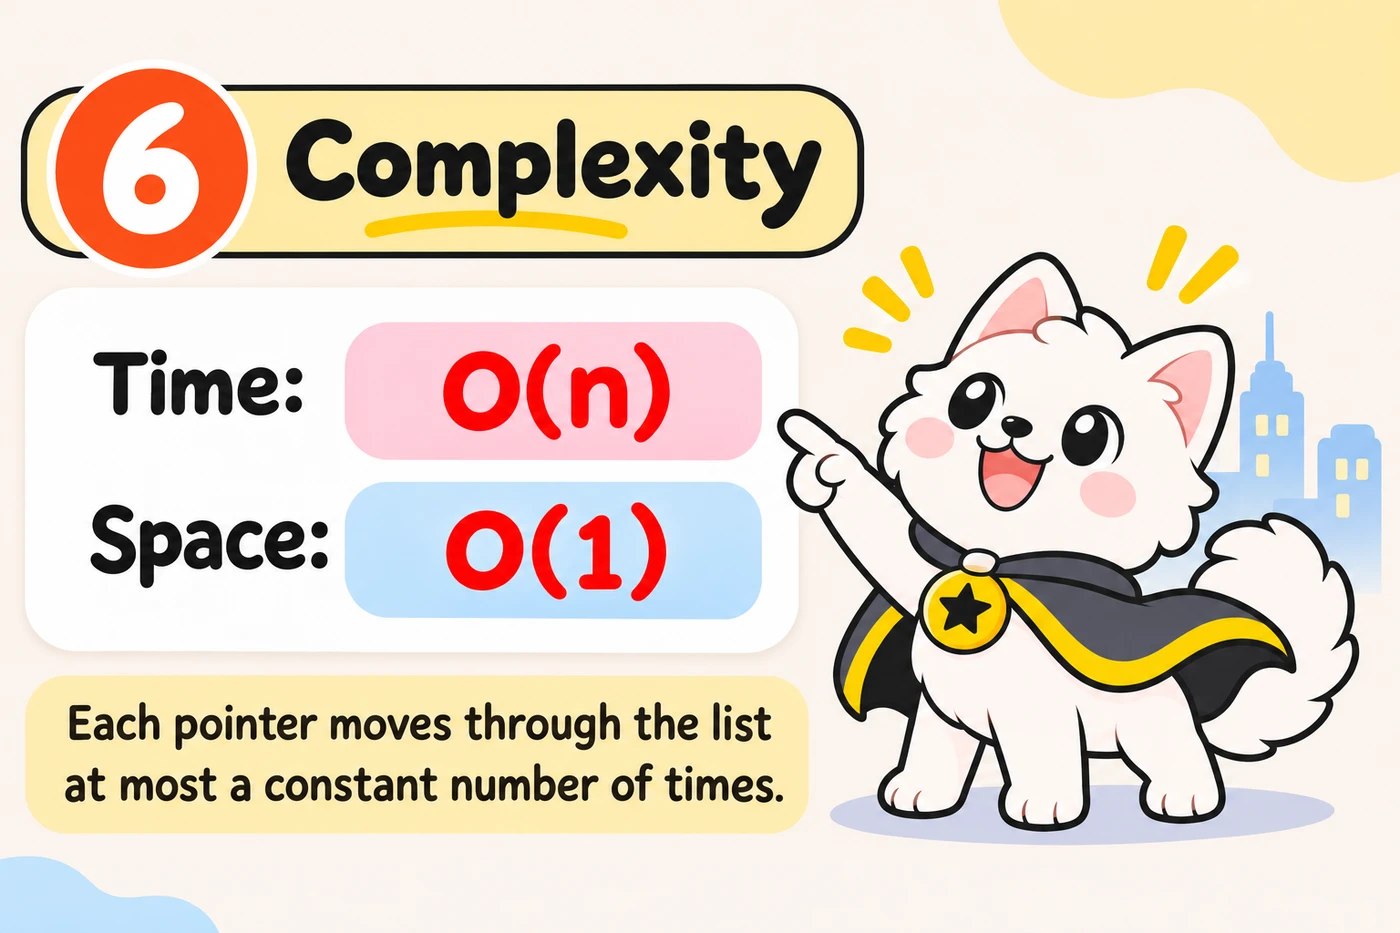 6 Complexity
Time: O(n)
Space: O(1)
Each pointer moves through the list
at most a constant number of times.